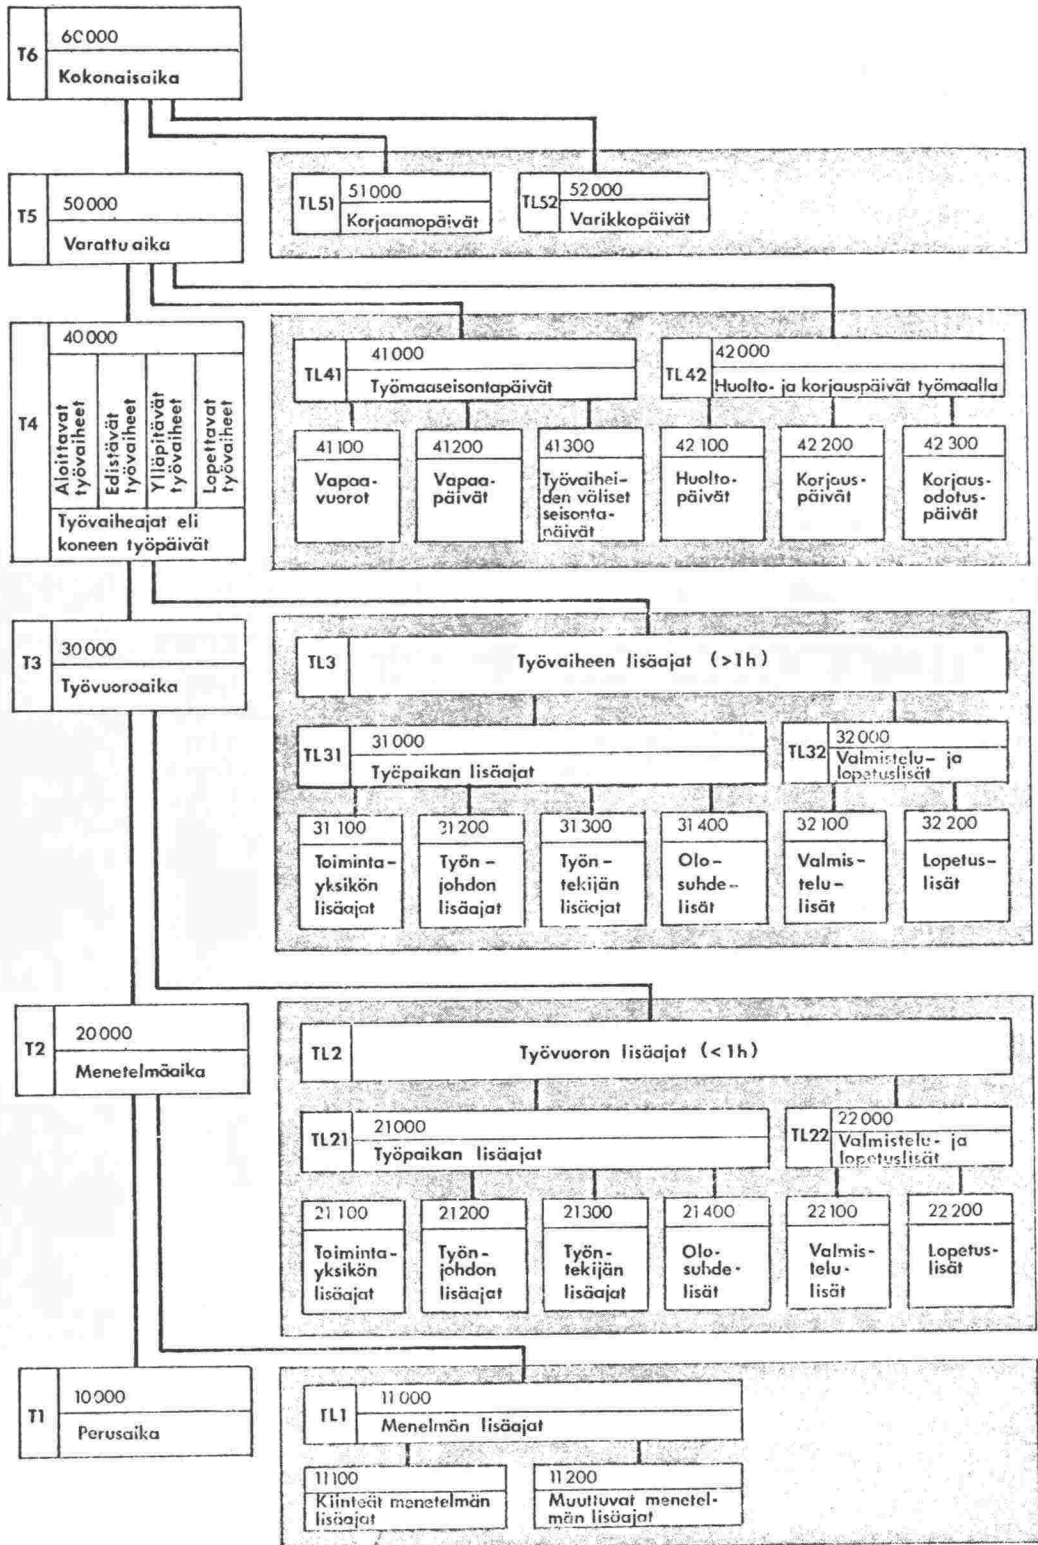 T6
60000
Kokonaisaika
T5
50000
Varattu aika
TL51
51000
Korjaamopäivät
TL52
52000
Varikkopäivät
T4
40000
Aloittavat
työvaiheet
Edistävät
työvaiheet
Ylläpitävät
työvaiheet
Lopettavat
työvaiheet
Työvaiheajat eli
koneen työpäivät
TL41
41000
Työmaaseisontapäivät
TL42
42000
Huolto- ja korjauspäivät työmaalla
41100
Vapaa-
vuorot
41200
Vapaa-
päivät
41300
Työvaihei-
den väliset
seisonta-
päivät
42100
Huolto-
päivät
42200
Korjaus-
päivät
42300
Korjaus-
odotus-
päivät
T3
30000
Työvuoroaika
TL3
Työvaiheen lisäajat (>1h)
TL31
31000
Työpaikan lisäajat
TL32
32000
Valmistelu- ja
lopetuslisät
31100
Toiminta-
yksikön
lisäajat
31200
Työn-
johdon
lisäajat
31300
Työn-
tekijän
lisäajat
31400
Olo-
suhde-
lisät
32100
Valmis-
telu-
lisät
32200
Lopetus-
lisät
T2
20000
Menetelmäaika
TL2
Työvuoron lisäajat (<1h)
TL21
21000
Työpaikan lisäajat
TL22
22000
Valmistelu- ja
lopetuslisät
21100
Toiminta-
yksikön
lisäajat
21200
Työn-
johdon
lisäajat
21300
Työn-
tekijän
lisäajat
21400
Olo-
suhde-
lisät
22100
Valmis-
telu-
lisät
22200
Lopetus-
lisät
T1
10000
Perusaika
TL1
11000
Menelmän lisäajat
11100
Kiinteät menetelmän
lisäajat
11200
Muuttuvat menetel-
män lisäajat